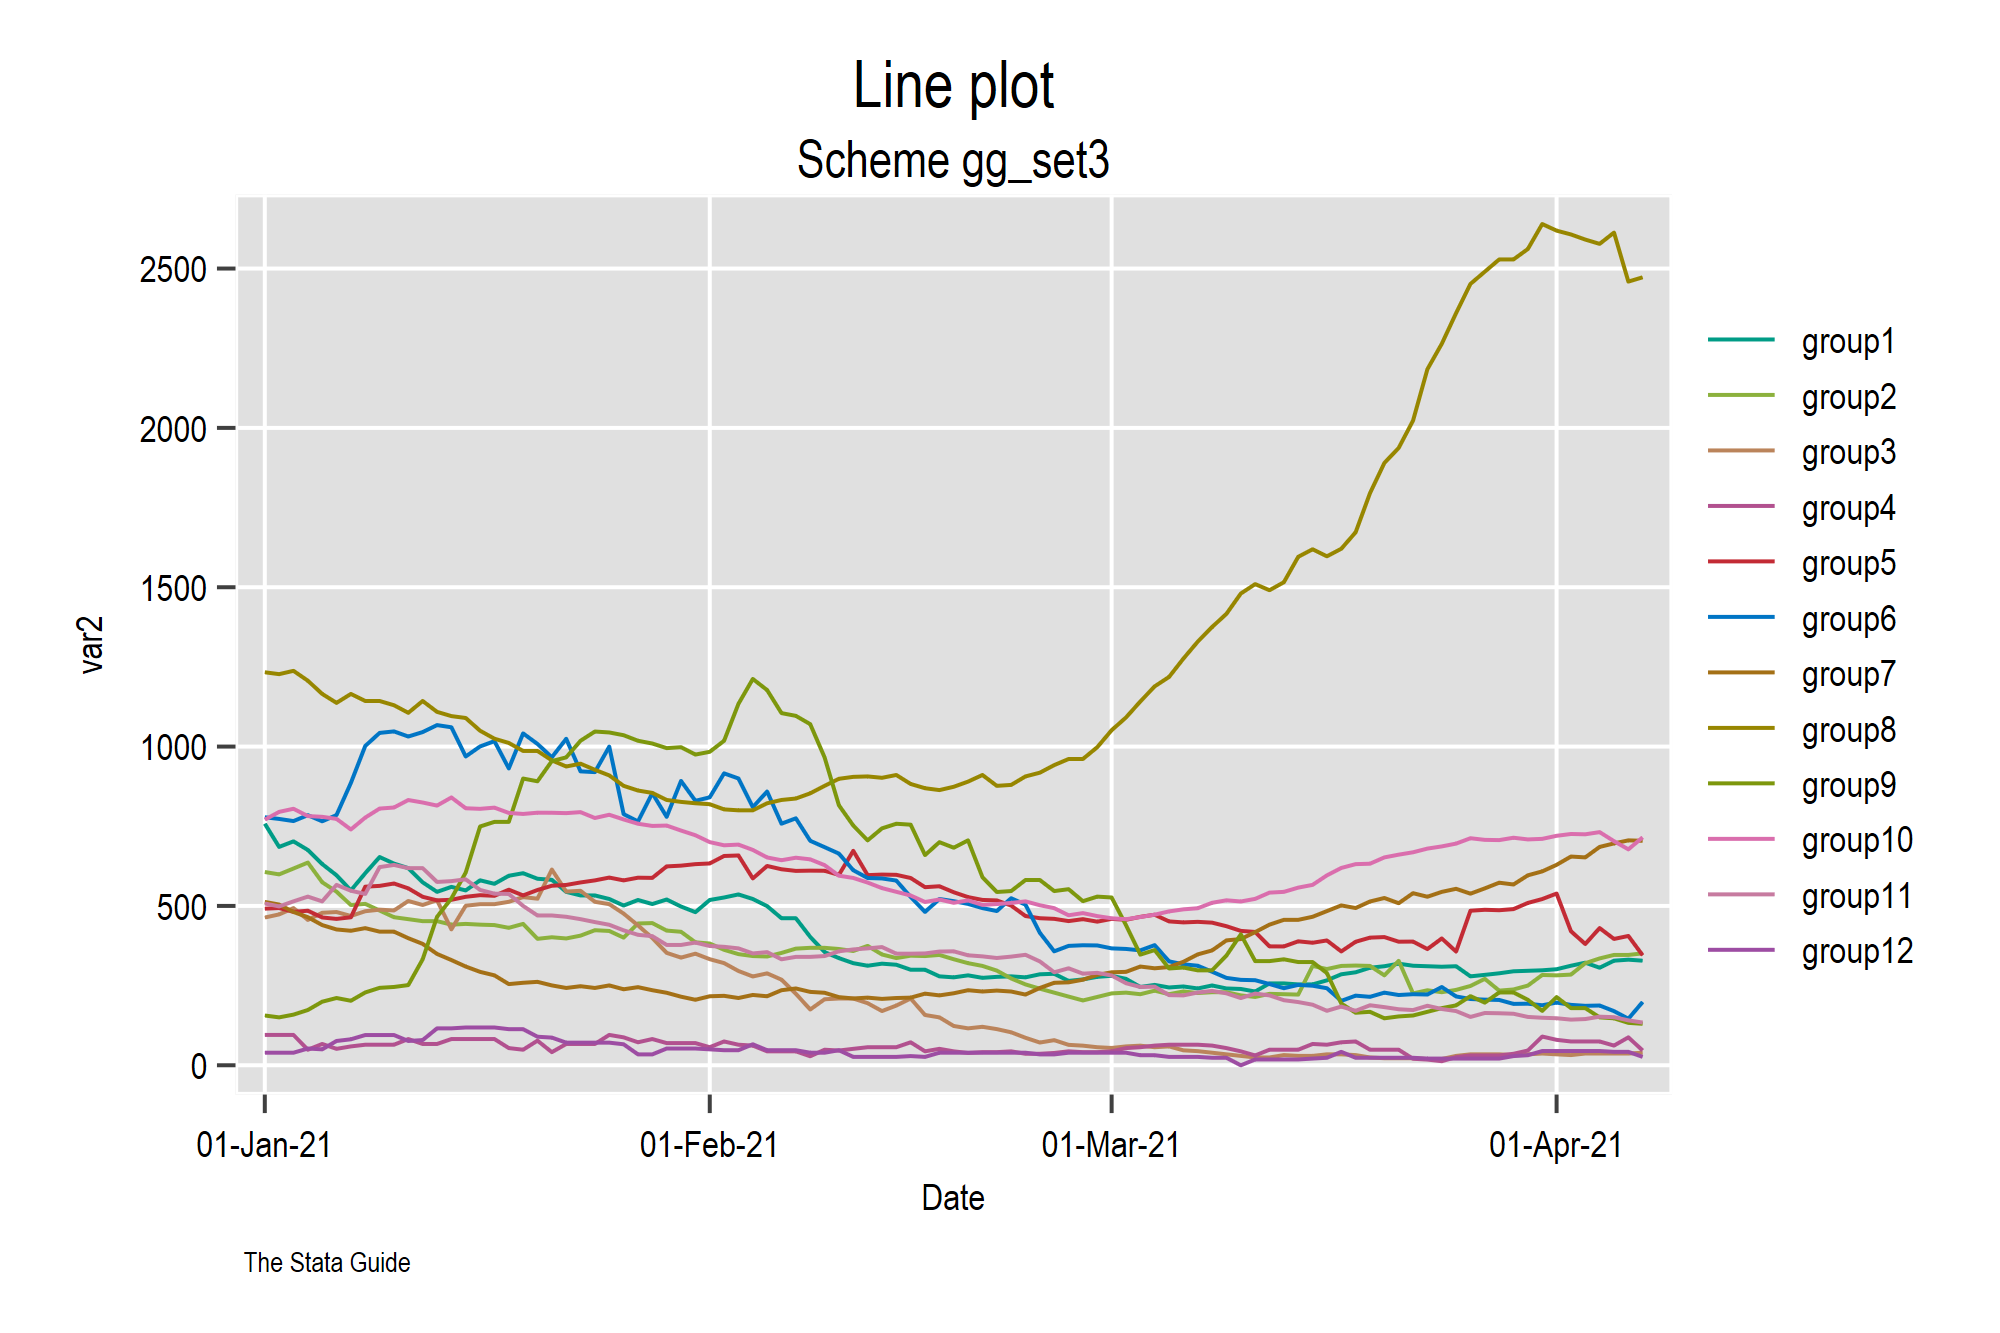 Line plot
Scheme gg_set3
2500
2000
1500
1000
500
0
var2
01-Jan-21
01-Feb-21
01-Mar-21
01-Apr-21
Date
group1
group2
group3
group4
group5
group6
group7
group8
group9
group10
group11
group12
The Stata Guide